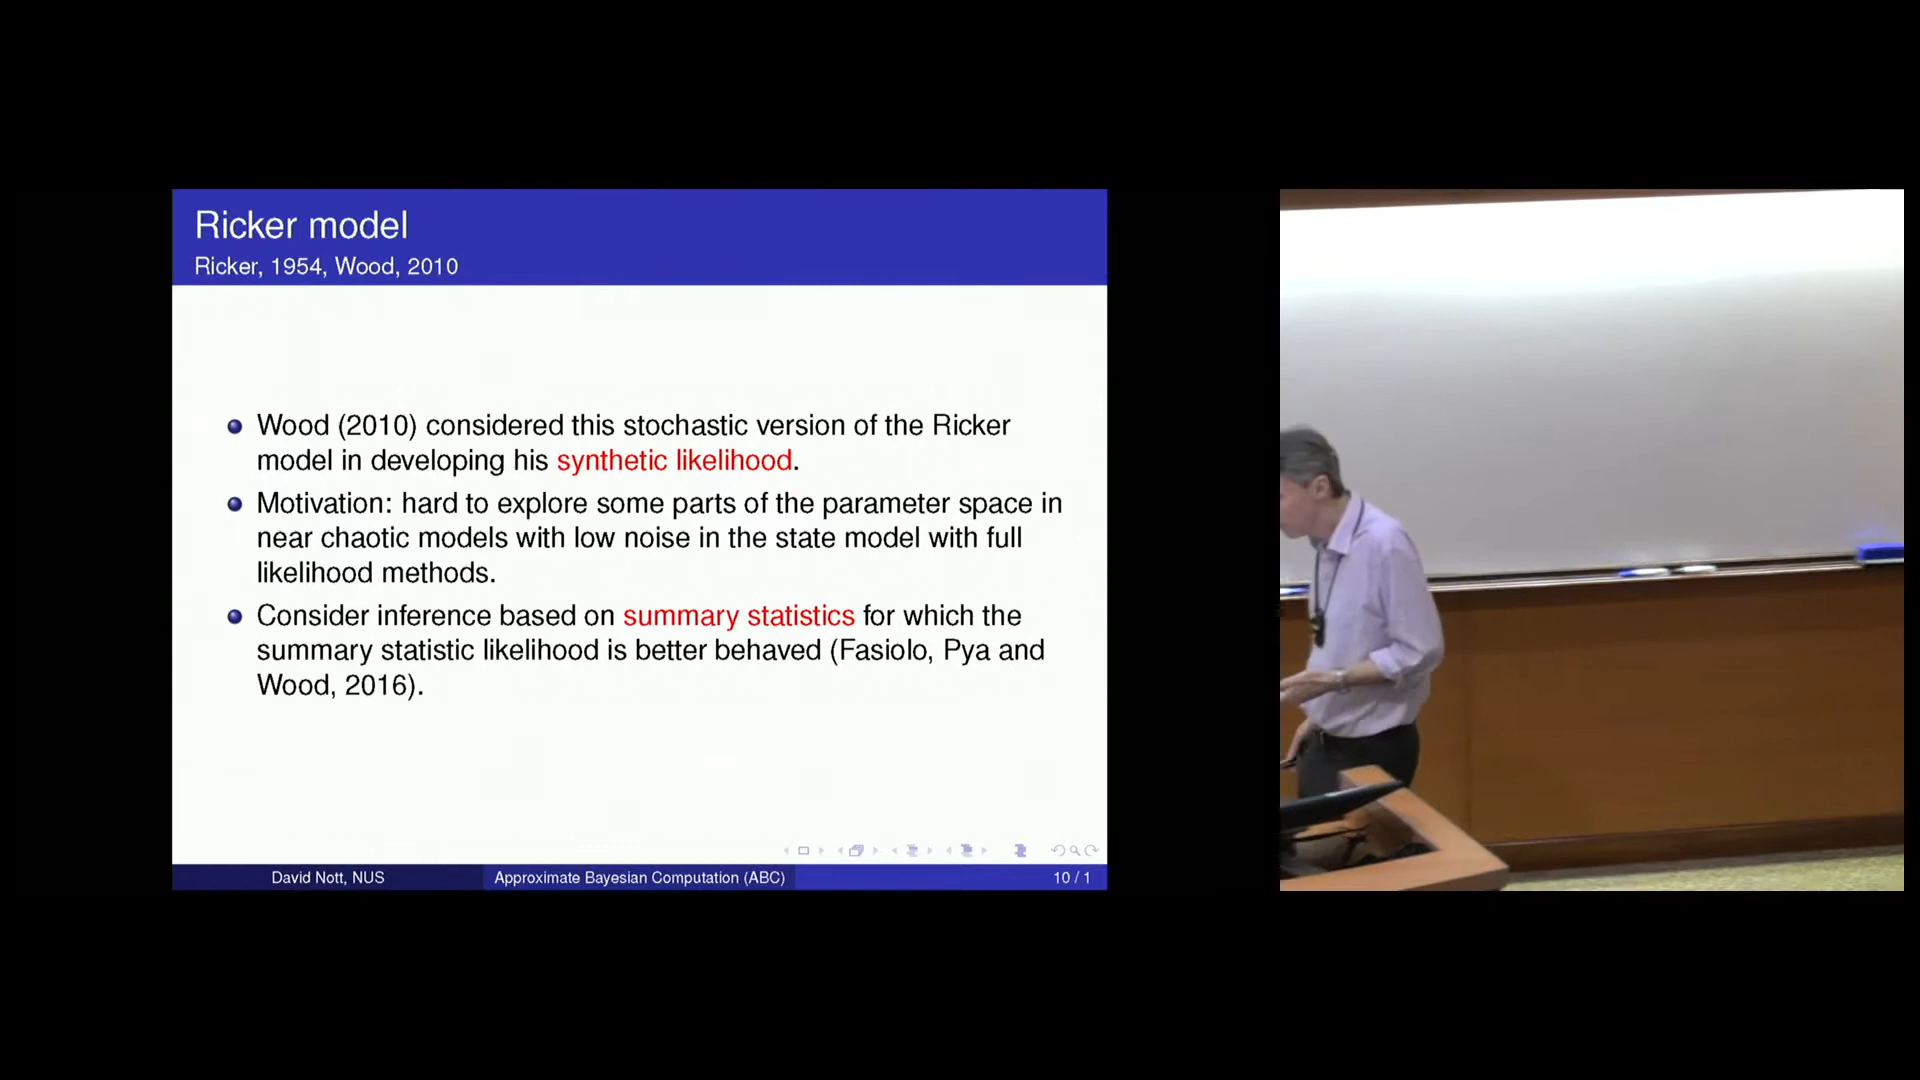 Ricker model
Ricker, 1954, Wood, 2010
Wood (2010) considered this stochastic version of the Ricker
model in developing his synthetic likelihood.
Motivation: hard to explore some parts of the parameter space in
near chaotic models with low noise in the state model with full
likelihood methods.
Consider inference based on summary statistics for which the
summary statistic likelihood is better behaved (Fasiolo, Pya and
Wood, 2016).
David Nott, NUS
Approximate Bayesian Computation (ABC)
10 / 1